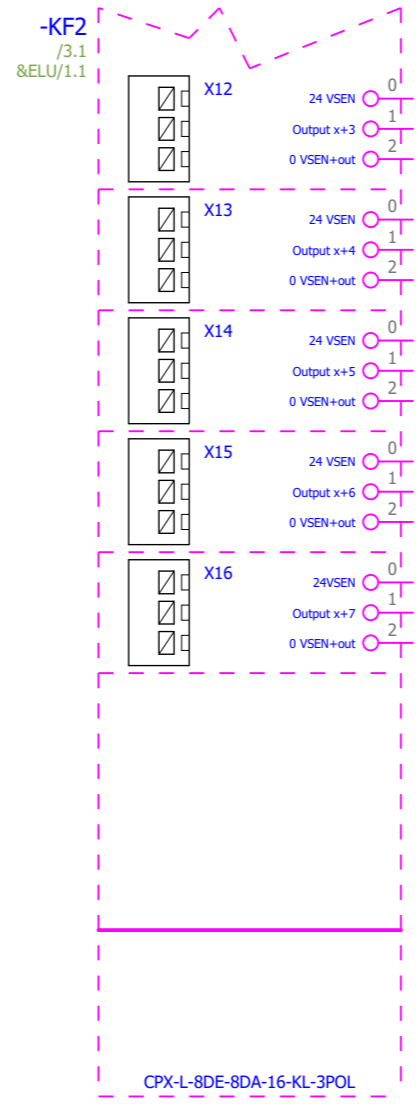 -KF2
/3.1
&ELU/1.1
X12
24 VSEN 0
Output x+3 1
0 VSEN+out 2
X13
24 VSEN 0
Output x+4 1
0 VSEN+out 2
X14
24 VSEN 0
Output x+5 1
0 VSEN+out 2
X15
24 VSEN 0
Output x+6 1
0 VSEN+out 2
X16
24VSEN 0
Output x+7 1
0 VSEN+out 2
CPX-L-8DE-8DA-16-KL-3POL